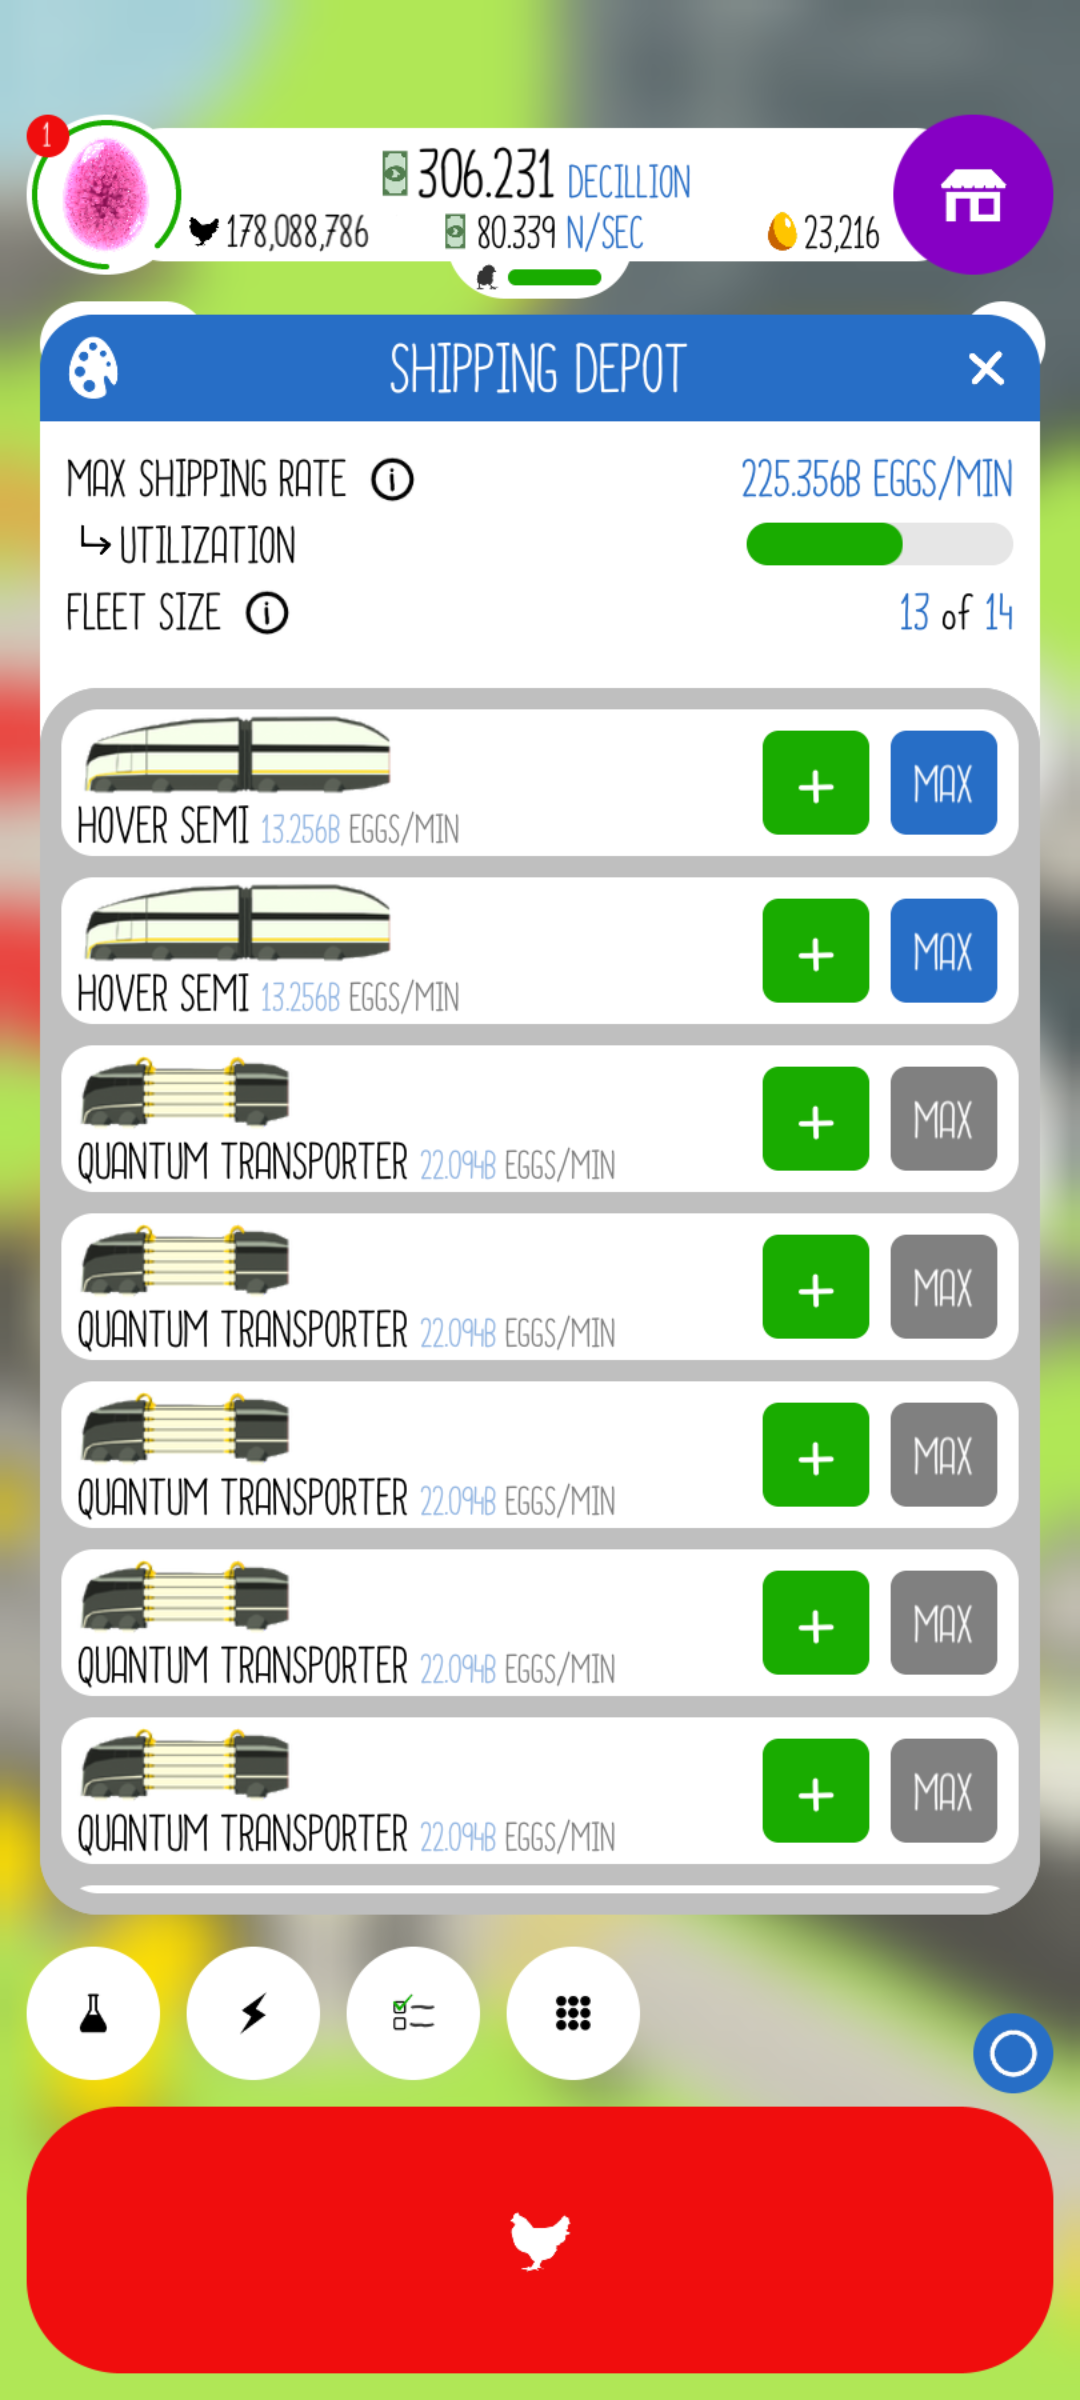 1
306.231 DECILLION
178,088,786 80.339 N/SEC 23,216
SHIPPING DEPOT
MAX SHIPPING RATE 225.356B EGGS/MIN
UTILIZATION
FLEET SIZE 13 of 14
HOVER SEMI 13.256B EGGS/MIN + MAX
HOVER SEMI 13.256B EGGS/MIN + MAX
QUANTUM TRANSPORTER 22.094B EGGS/MIN + MAX
QUANTUM TRANSPORTER 22.094B EGGS/MIN + MAX
QUANTUM TRANSPORTER 22.094B EGGS/MIN + MAX
QUANTUM TRANSPORTER 22.094B EGGS/MIN + MAX
QUANTUM TRANSPORTER 22.094B EGGS/MIN + MAX